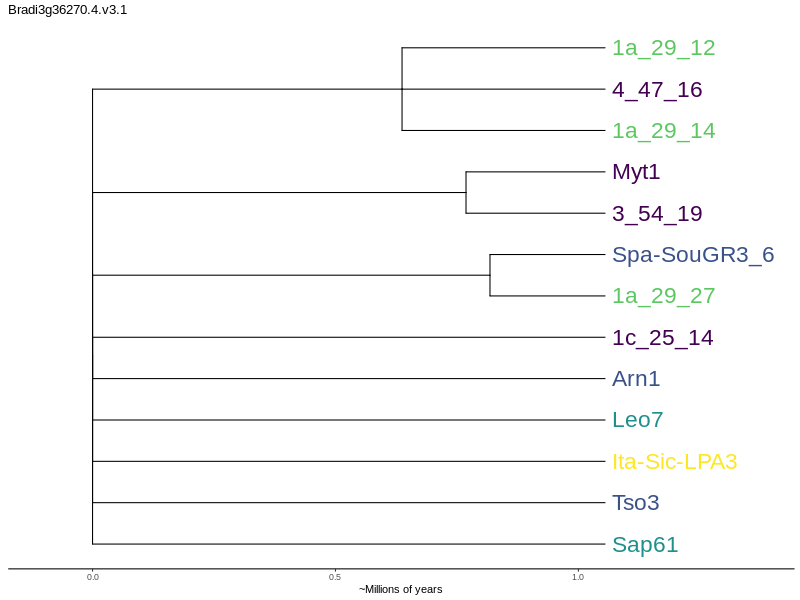 Bradi3g36270.4.v3.1
1a_29_12
4_47_16
1a_29_14
Myt1
3_54_19
Spa-SouGR3_6
1a_29_27
1c_25_14
Arn1
Leo7
Ita-Sic-LPA3
Tso3
Sap61
0.0 0.5 1.0
~Millions of years